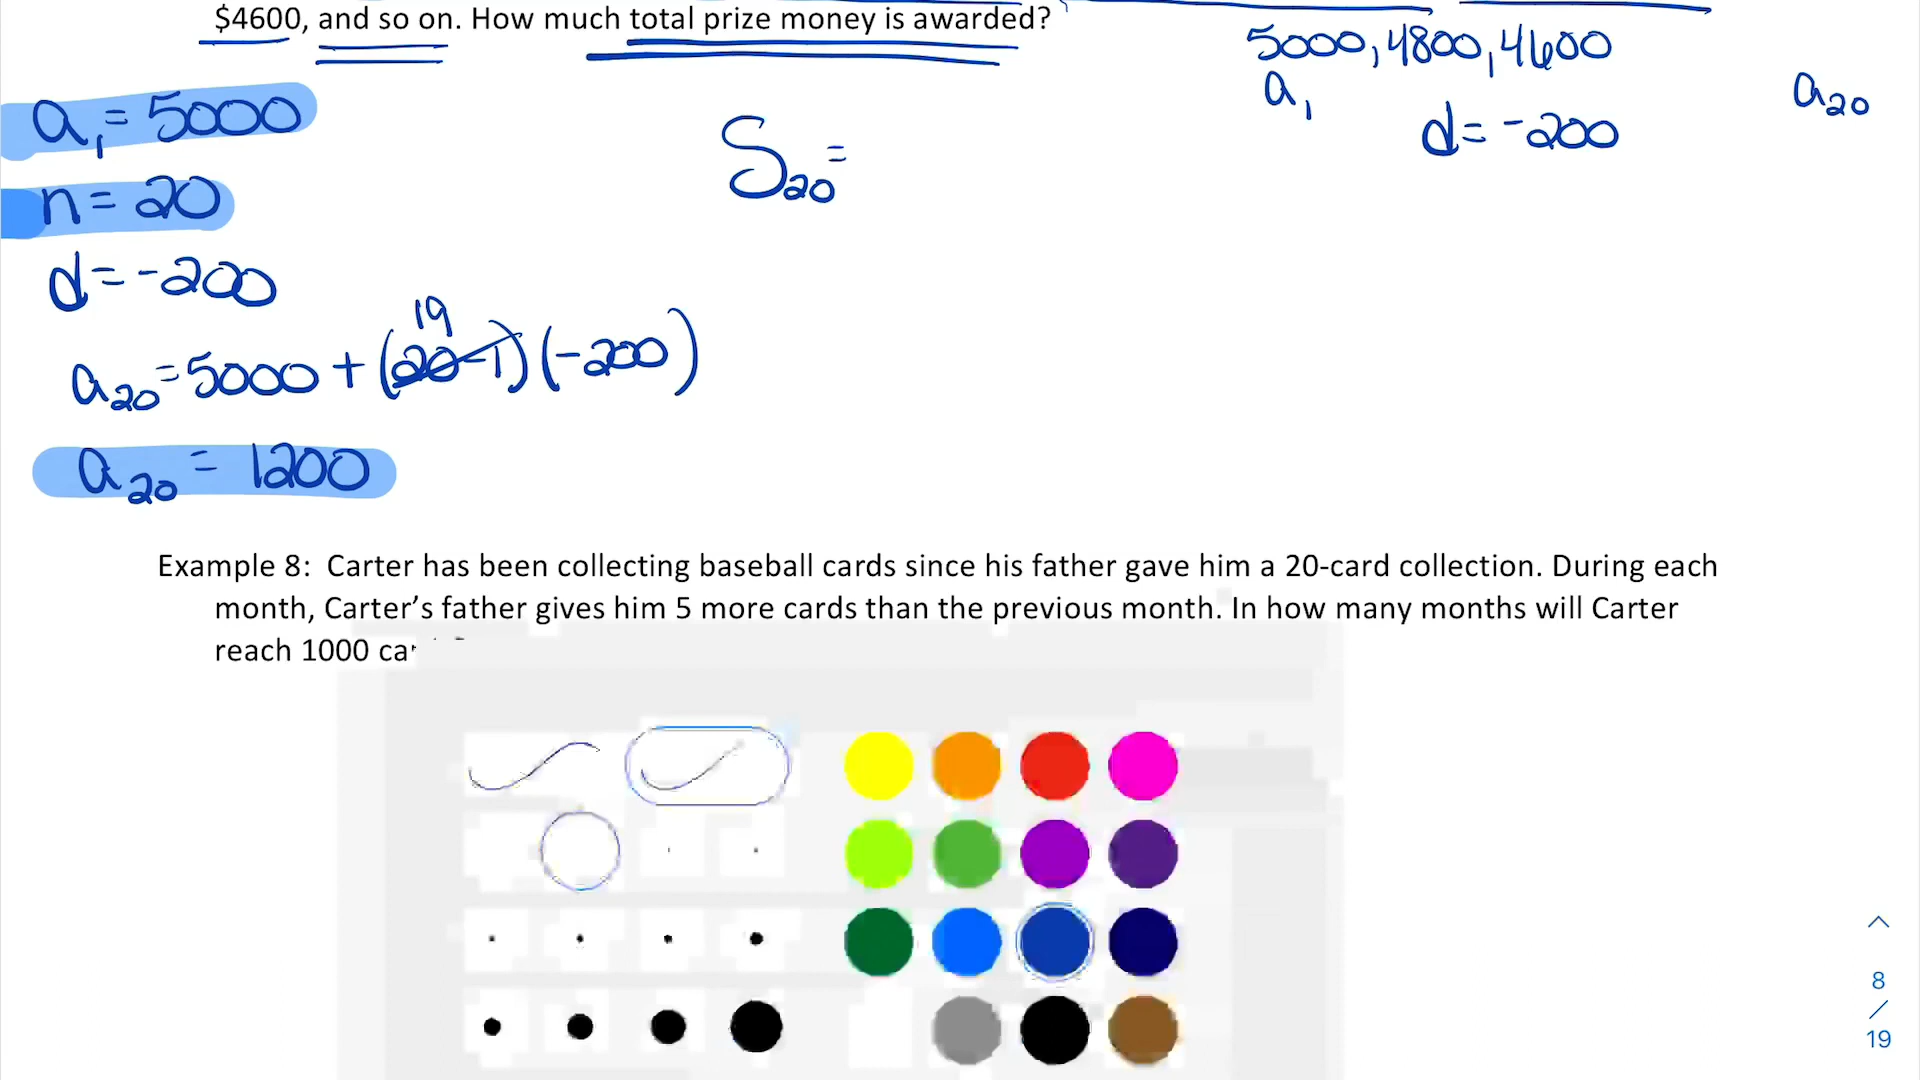 $4600, and so on. How much total prize money is awarded?
5000, 4800, 4600
a₁ a₂₀
d = -200
a₁ = 5000
S₂₀ =
n = 20
d = -200
19
a₂₀ = 5000 + (20-1)(-200)
a₂₀ = 1200
Example 8: Carter has been collecting baseball cards since his father gave him a 20-card collection. During each
month, Carter’s father gives him 5 more cards than the previous month. In how many months will Carter
reach 1000
8
/
19